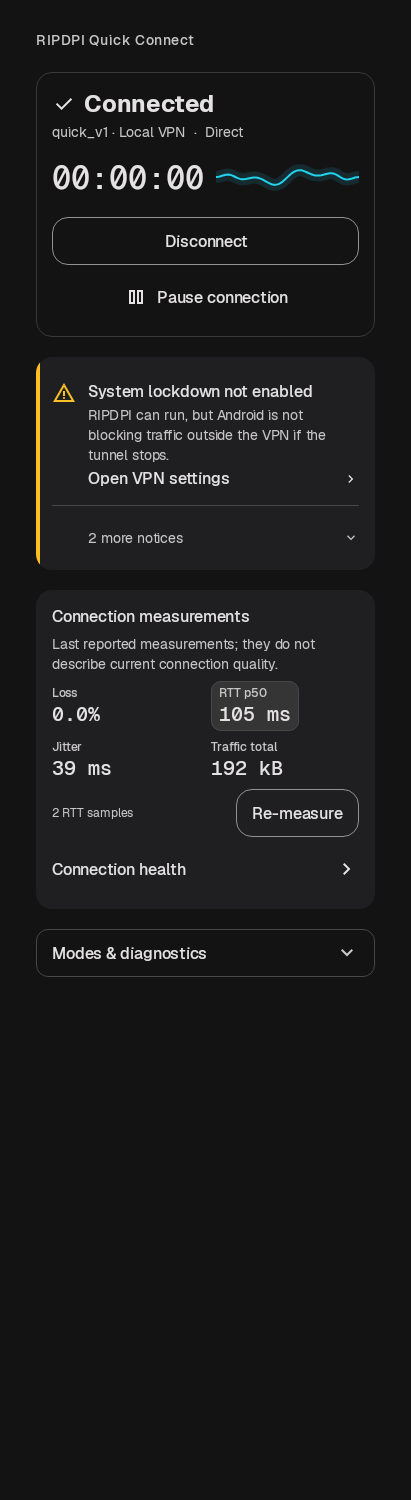 RIPDPI Quick Connect
Connected
quick_v1 · Local VPN · Direct
00:00:00
Disconnect
Pause connection
System lockdown not enabled
RIPDPI can run, but Android is not
blocking traffic outside the VPN if the
tunnel stops.
Open VPN settings
2 more notices
Connection measurements
Last reported measurements; they do not
describe current connection quality.
Loss
0.0%
RTT p50
105 ms
Jitter
39 ms
Traffic total
192 kB
2 RTT samples
Re-measure
Connection health
Modes & diagnostics